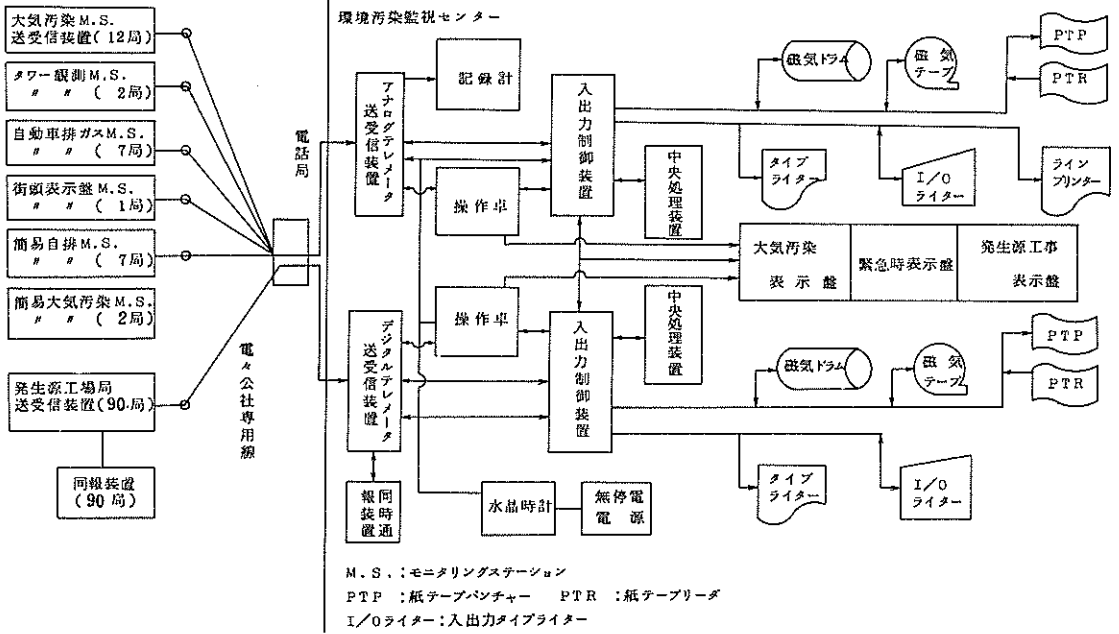 環境汚染監視センター
大気汚染M.S.
送受信装置(12局)
タワー観測M.S.
〃 〃 ( 2局)
自動車排ガスM.S.
〃 〃 ( 7局)
街頭表示盤M.S.
〃 〃 ( 1局)
簡易自排M.S.
〃 〃 ( 7局)
簡易大気汚染M.S.
〃 〃 ( 2局)
発生源工場局
送受信装置(90局)
同報装置
(90局)
電々公社専用線
電話局
アナログテレメータ
送受信装置
記録計
操作卓
入出力制御装置
中央処理装置
磁気ドラム
磁気
テープ
PTP
PTR
タイプ
ライター
I/O
ライター
ライン
プリンター
大気汚染
表示盤
緊急時表示盤
発生源工事
表示盤
デジタルテレメータ
送受信装置
操作卓
入出力制御装置
中央処理装置
磁気ドラム
磁気
テープ
PTP
PTR
タイプ
ライター
I/O
ライター
同時通
報装置
水晶時計
無停電
電源
M.S.:モニタリングステーション
PTP :紙テープパンチャー PTR :紙テープリーダ
I/Oライター:入出力タイプライター